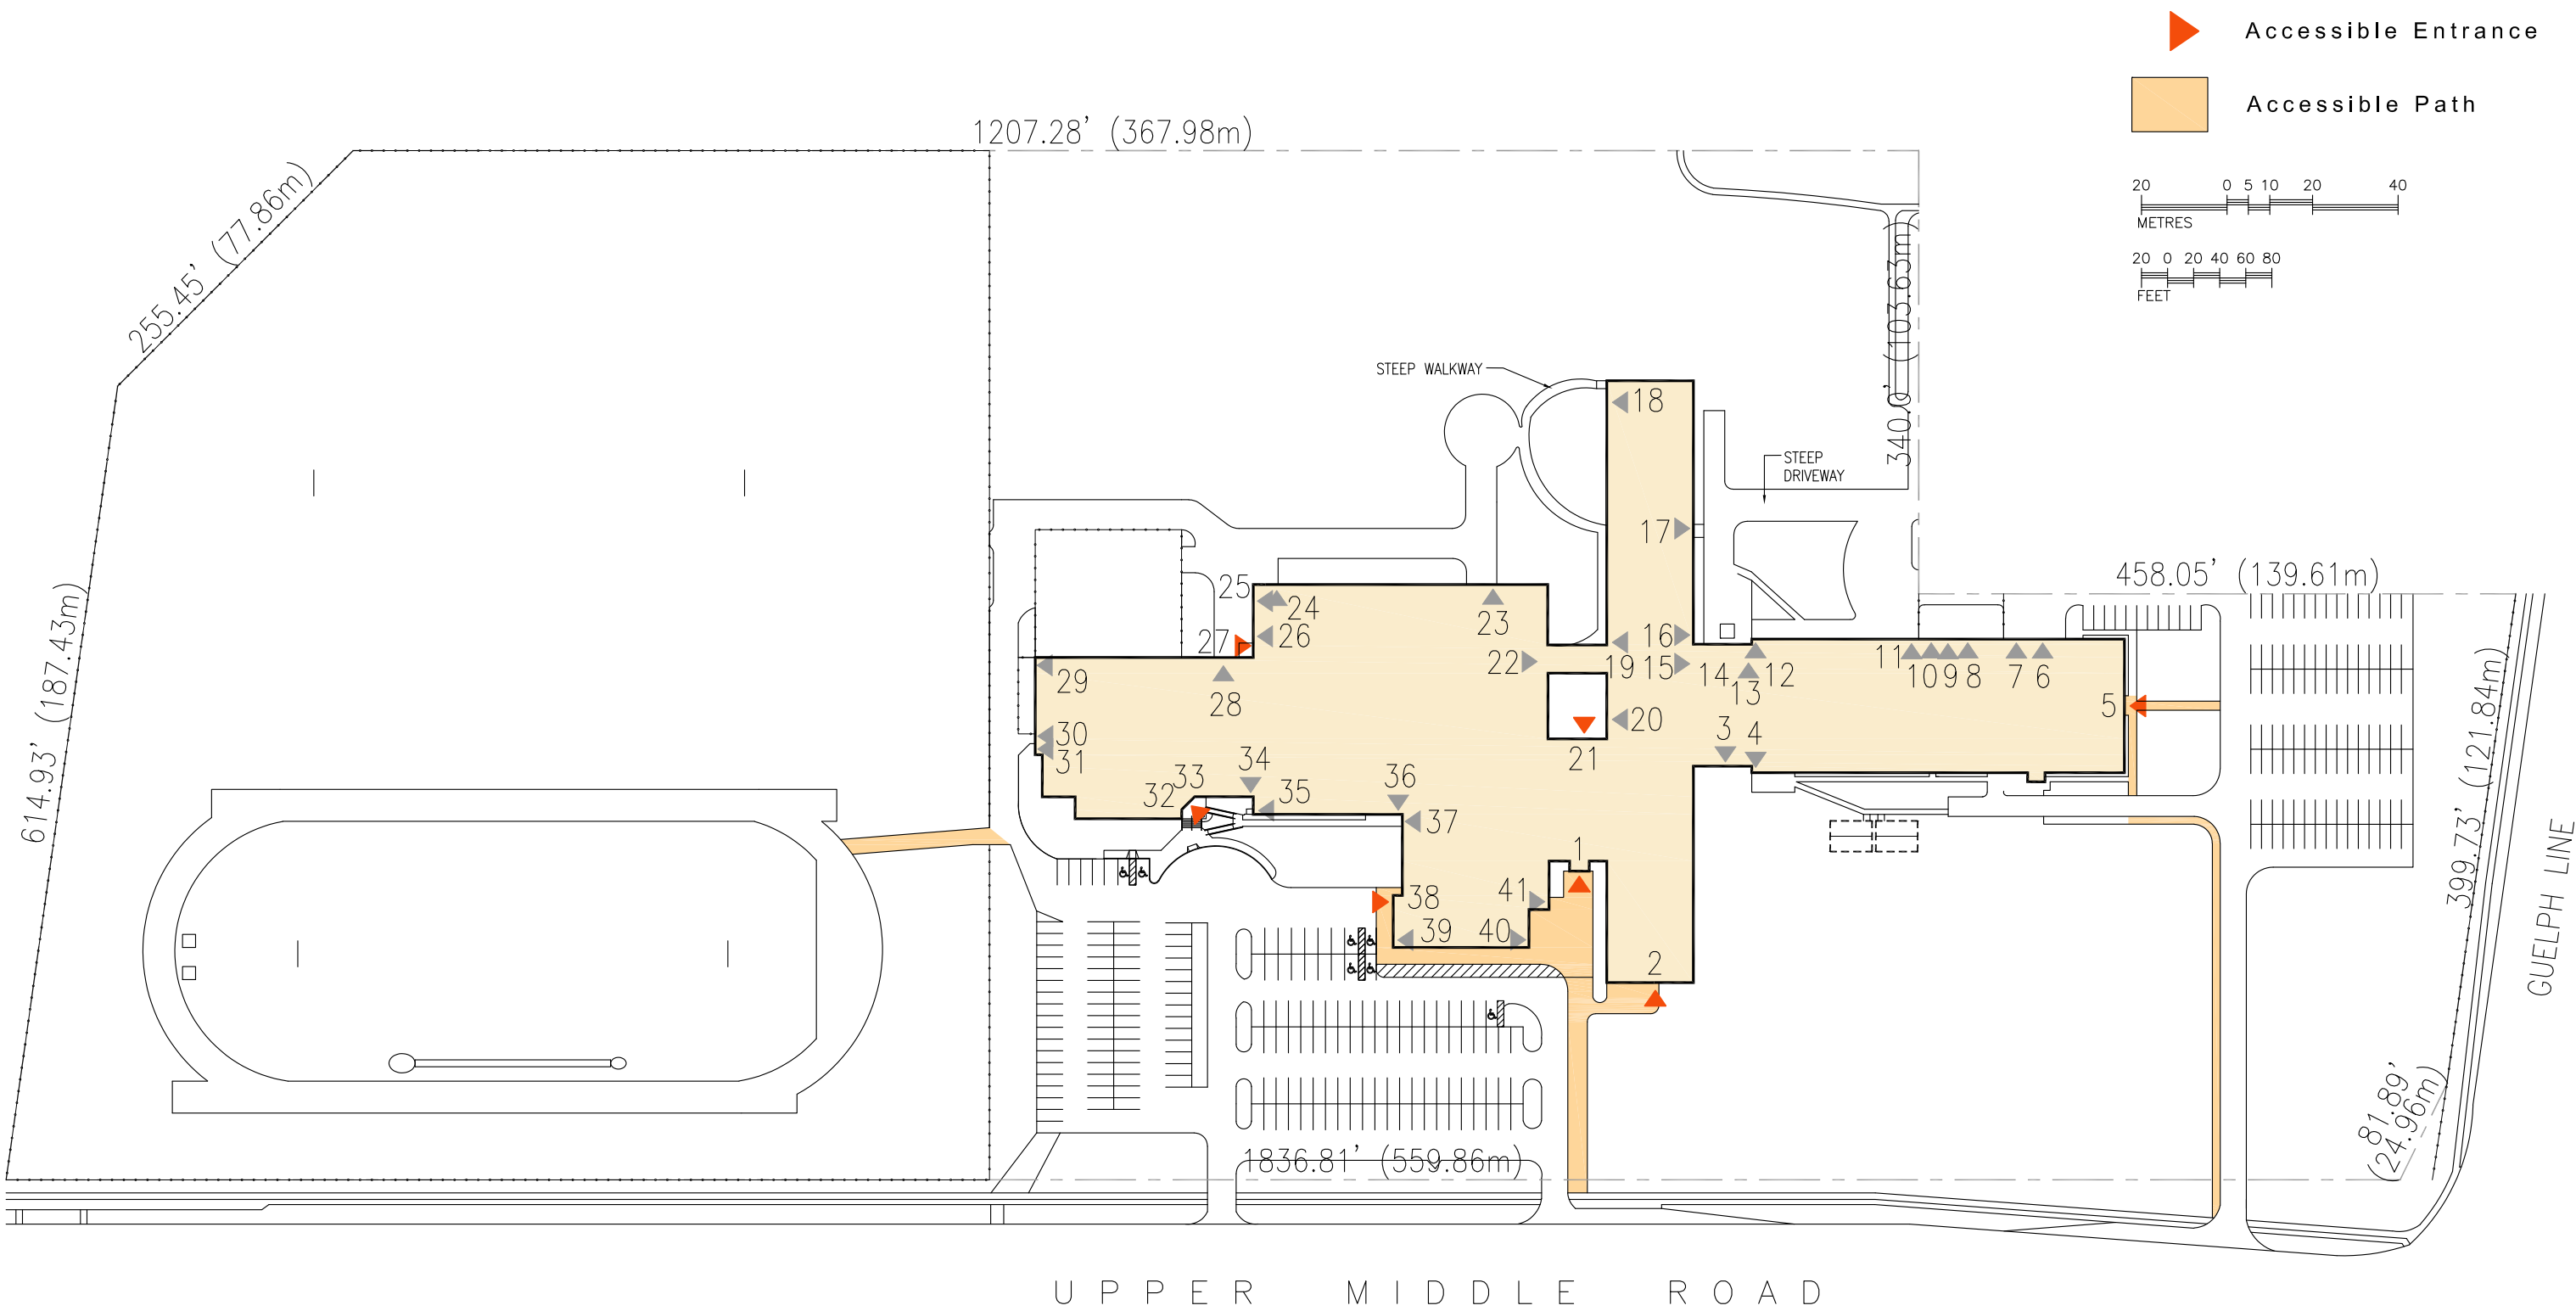 Accessible Entrance
Accessible Path
20 0 5 10 20 40
METRES
20 0 20 40 60 80
FEET
1207.28' (367.98m)
255.45' (77.86m)
614.93' (187.43m)
340.0' (103.63m)
458.05' (139.61m)
399.73' (121.84m)
81.89'
(24.96m)
1836.81' (559.86m)
STEEP WALKWAY
STEEP
DRIVEWAY
18
17
25
24
23
27
26
16
22
19
15
14
13
12
11
10
9
8
7
6
29
28
20
5
30
31
21
3
4
34
33
32
35
36
37
1
38
41
39
40
2
GUELPH LINE
UPPER MIDDLE ROAD